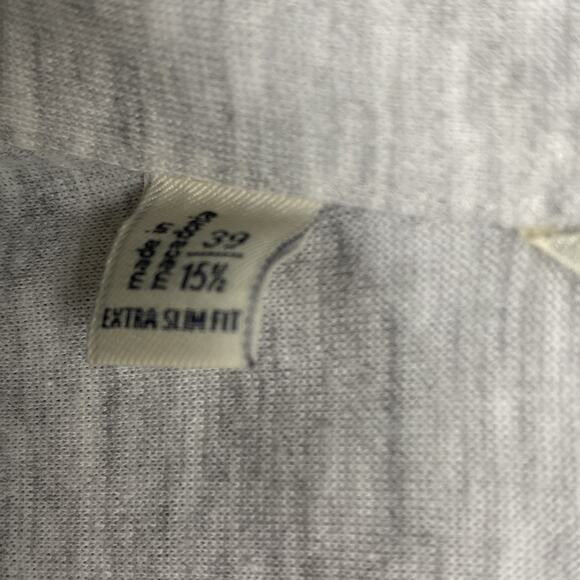 made in
macedonia
39
15½
EXTRA SLIM FIT